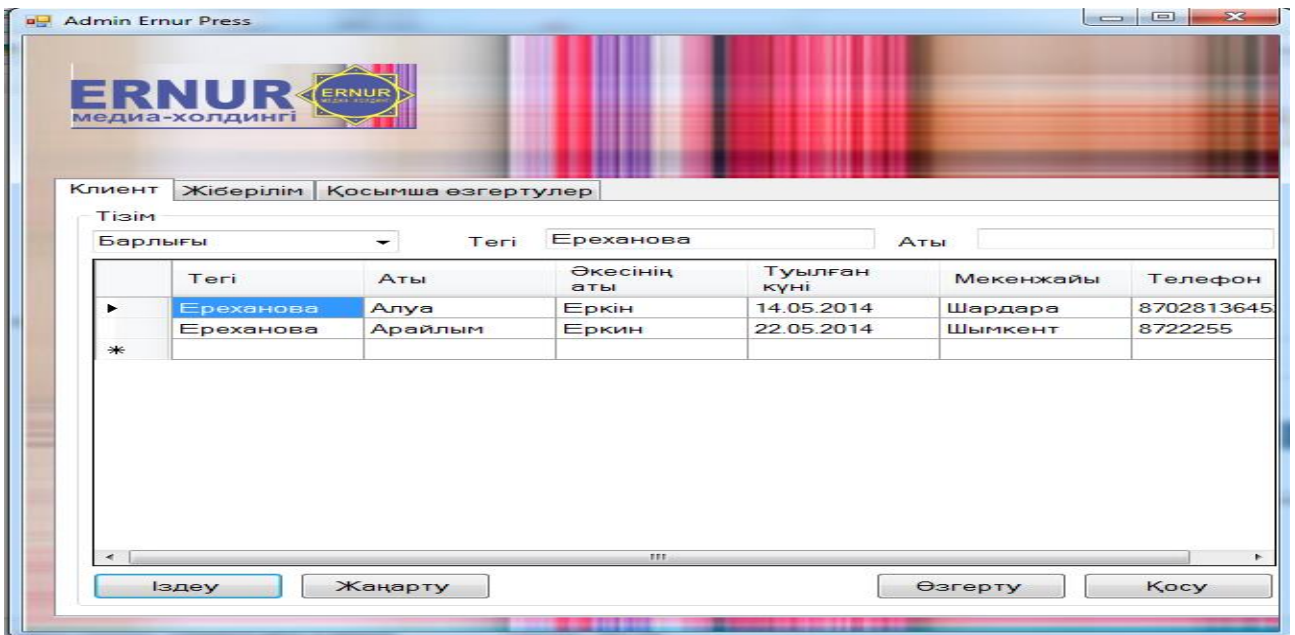 Admin Ernur Press
ERNUR
ERNUR
медиа-холдингі
Клиент Жіберілім Қосымша өзгертулер
Тізім
Барлығы Тегі Ереханова Аты
Тегі Аты Әкесінің аты Туылған күні Мекенжайы Телефон
Ереханова Алуа Еркін 14.05.2014 Шардара 8702813645
Ереханова Арайлым Еркин 22.05.2014 Шымкент 8722255
Іздеу Жаңарту Өзгерту Қосу